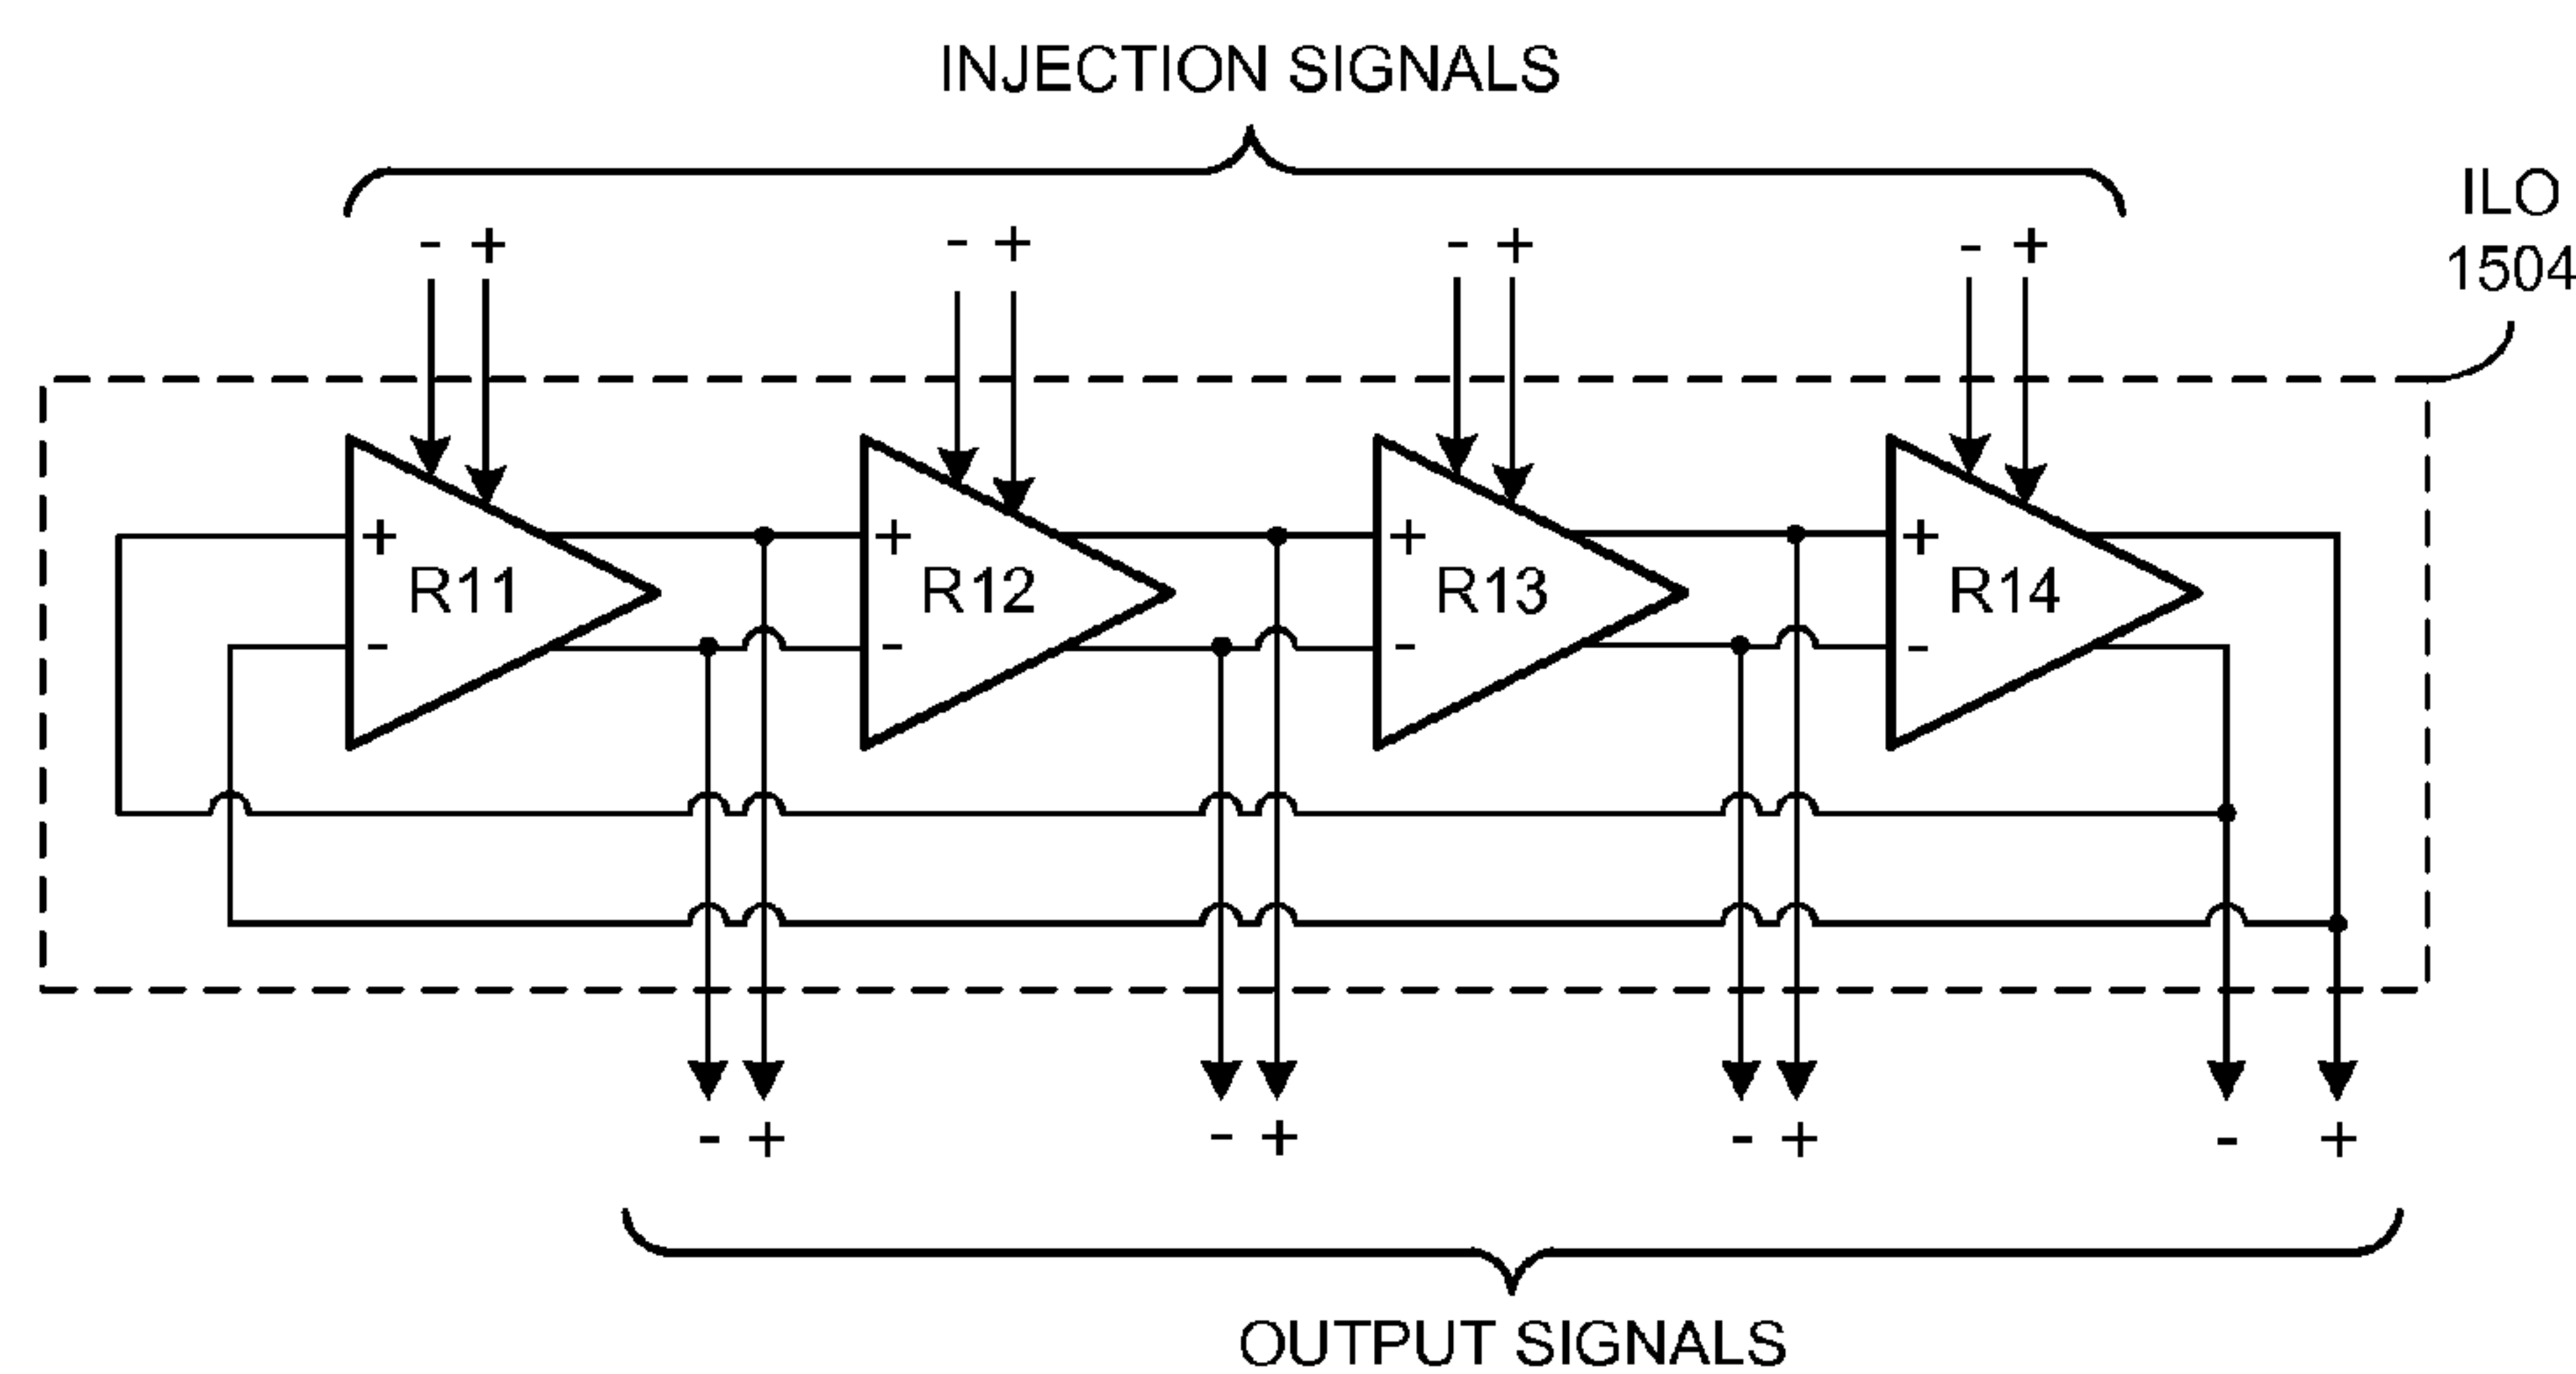 INJECTION SIGNALS
ILO
1504
- + - + - + - +
+ + + +
R11 R12 R13 R14
- - - -
- + - + - + - +
OUTPUT SIGNALS